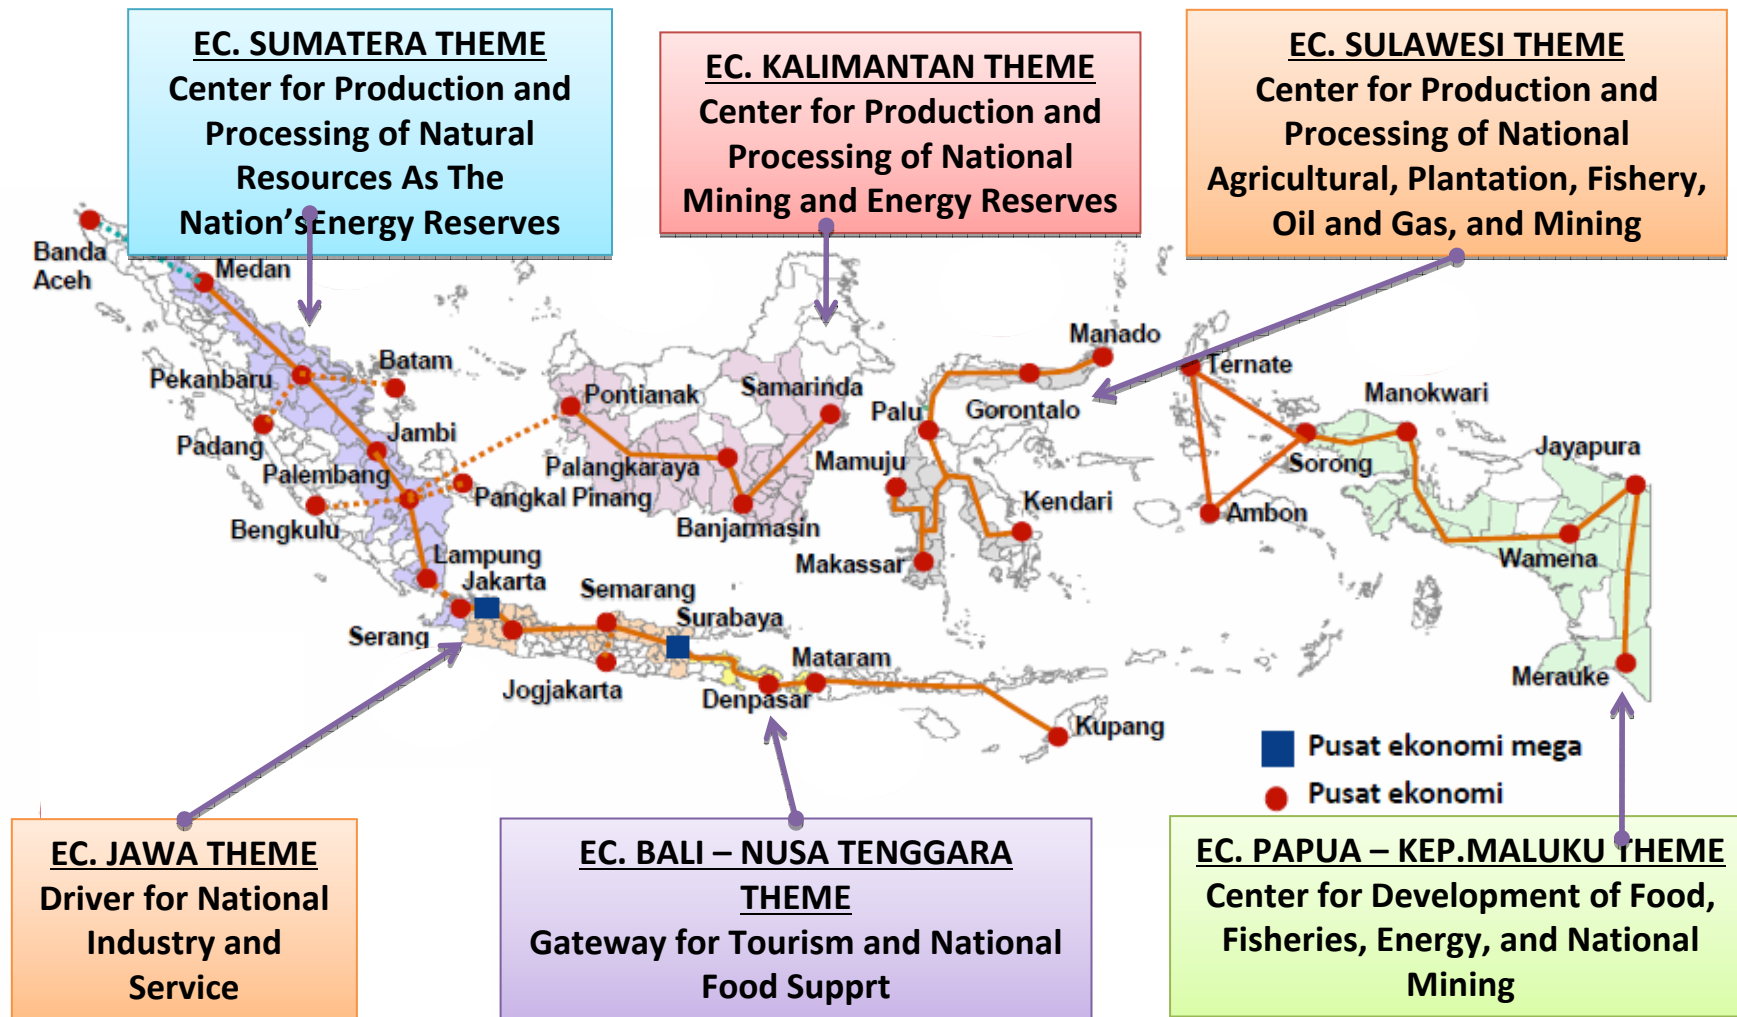 EC. SUMATERA THEME
Center for Production and
Processing of Natural
Resources As The
Nation'sEnergy Reserves
EC. KALIMANTAN THEME
Center for Production and
Processing of National
Mining and Energy Reserves
EC. SULAWESI THEME
Center for Production and
Processing of National
Agricultural, Plantation, Fishery,
Oil and Gas, and Mining
Banda
Aceh
Medan
Pekanbaru
Batam
Padang
Jambi
Palembang
Pangkal Pinang
Bengkulu
Lampung
Jakarta
Serang
Semarang
Surabaya
Jogjakarta
Denpasar
Mataram
Kupang
Pontianak
Samarinda
Palangkaraya
Banjarmasin
Manado
Palu
Gorontalo
Mamuju
Kendari
Makassar
Ternate
Manokwari
Sorong
Ambon
Jayapura
Wamena
Merauke
Pusat ekonomi mega
Pusat ekonomi
EC. JAWA THEME
Driver for National
Industry and
Service
EC. BALI – NUSA TENGGARA
THEME
Gateway for Tourism and National
Food Supprt
EC. PAPUA – KEP.MALUKU THEME
Center for Development of Food,
Fisheries, Energy, and National
Mining